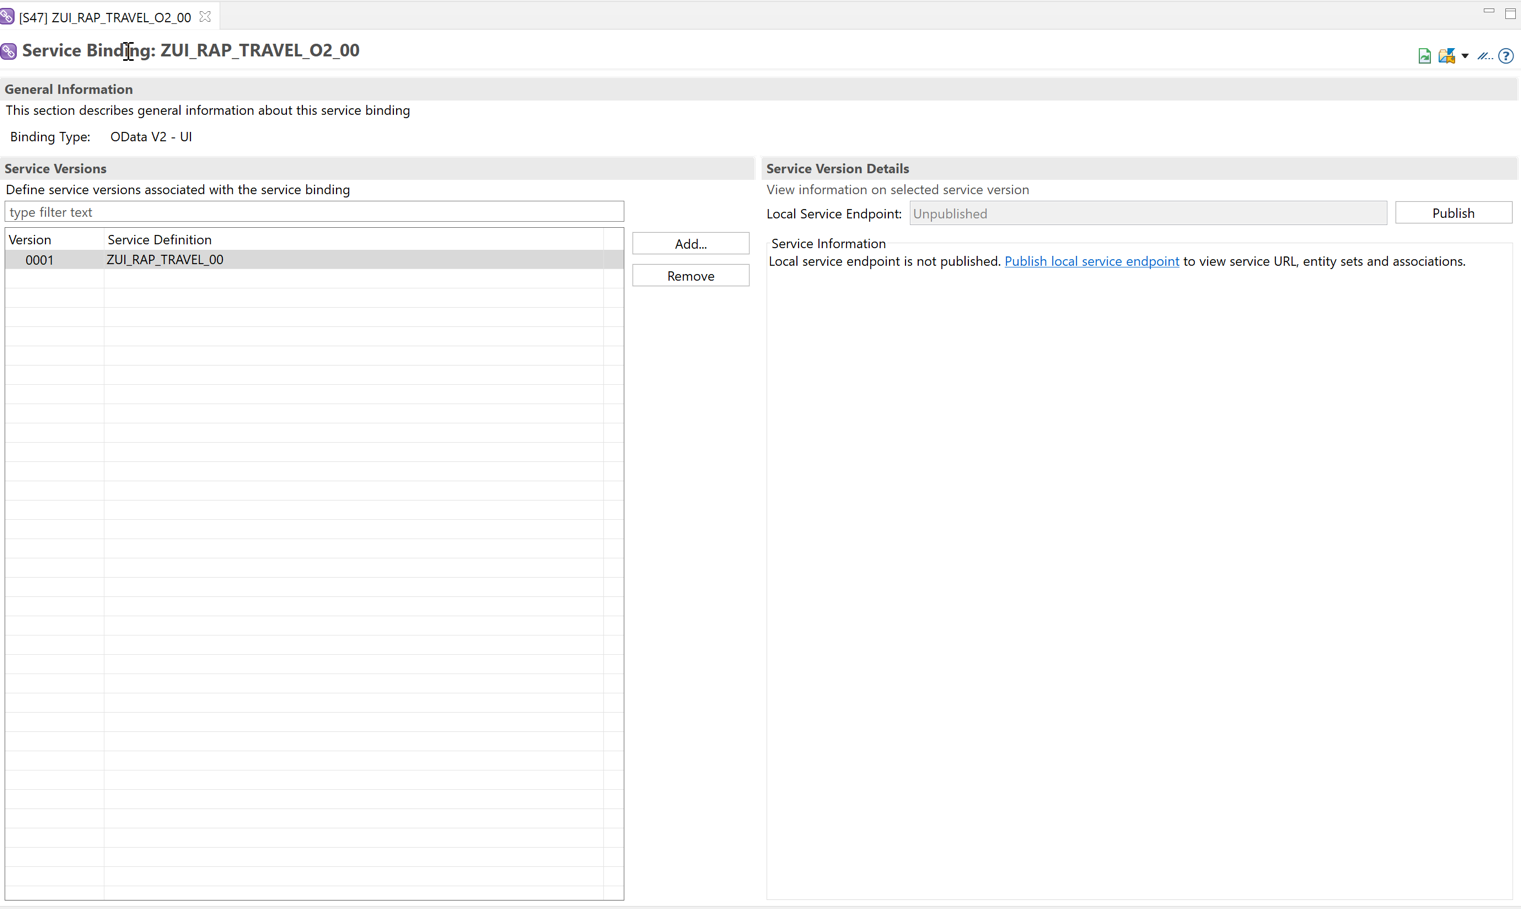 [S47] ZUI_RAP_TRAVEL_O2_00
Service Binding: ZUI_RAP_TRAVEL_O2_00
General Information
This section describes general information about this service binding
Binding Type: OData V2 - UI
Service Versions
Define service versions associated with the service binding
type filter text
Version Service Definition
0001 ZUI_RAP_TRAVEL_00
Add...
Remove
Service Version Details
View information on selected service version
Local Service Endpoint: Unpublished Publish
Service Information
Local service endpoint is not published. Publish local service endpoint to view service URL, entity sets and associations.